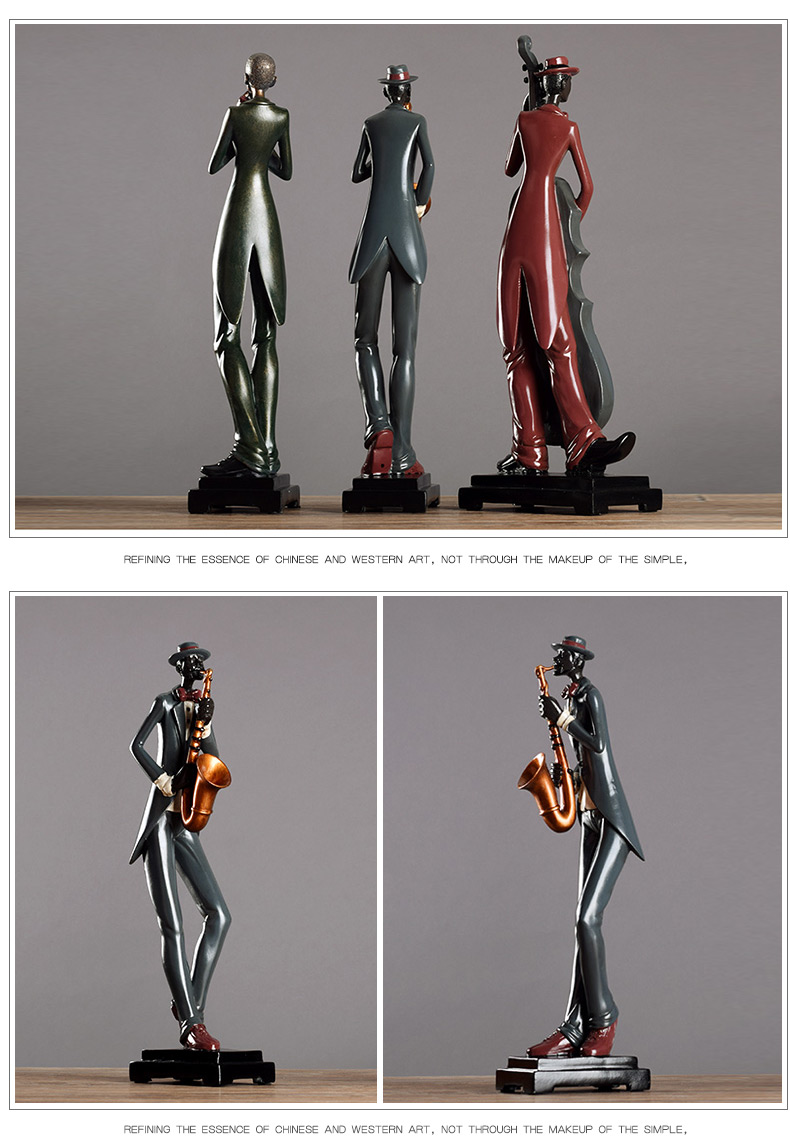 REFINING THE ESSENCE OF CHINESE AND WESTERN ART, NOT THROUGH THE MAKEUP OF THE SIMPLE,
REFINING THE ESSENCE OF CHINESE AND WESTERN ART, NOT THROUGH THE MAKEUP OF THE SIMPLE,